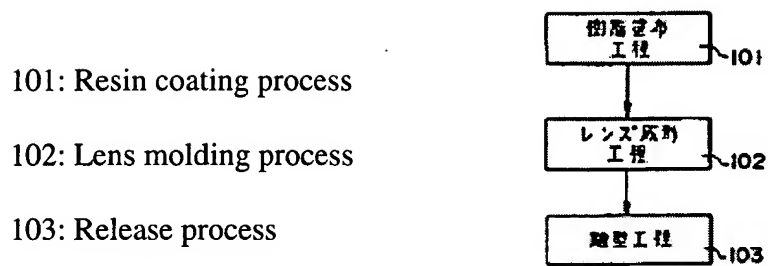 101: Resin coating process
102: Lens molding process
103: Release process
樹脂塗布
工程
101
レンズ成形
工程
102
離型工程
103